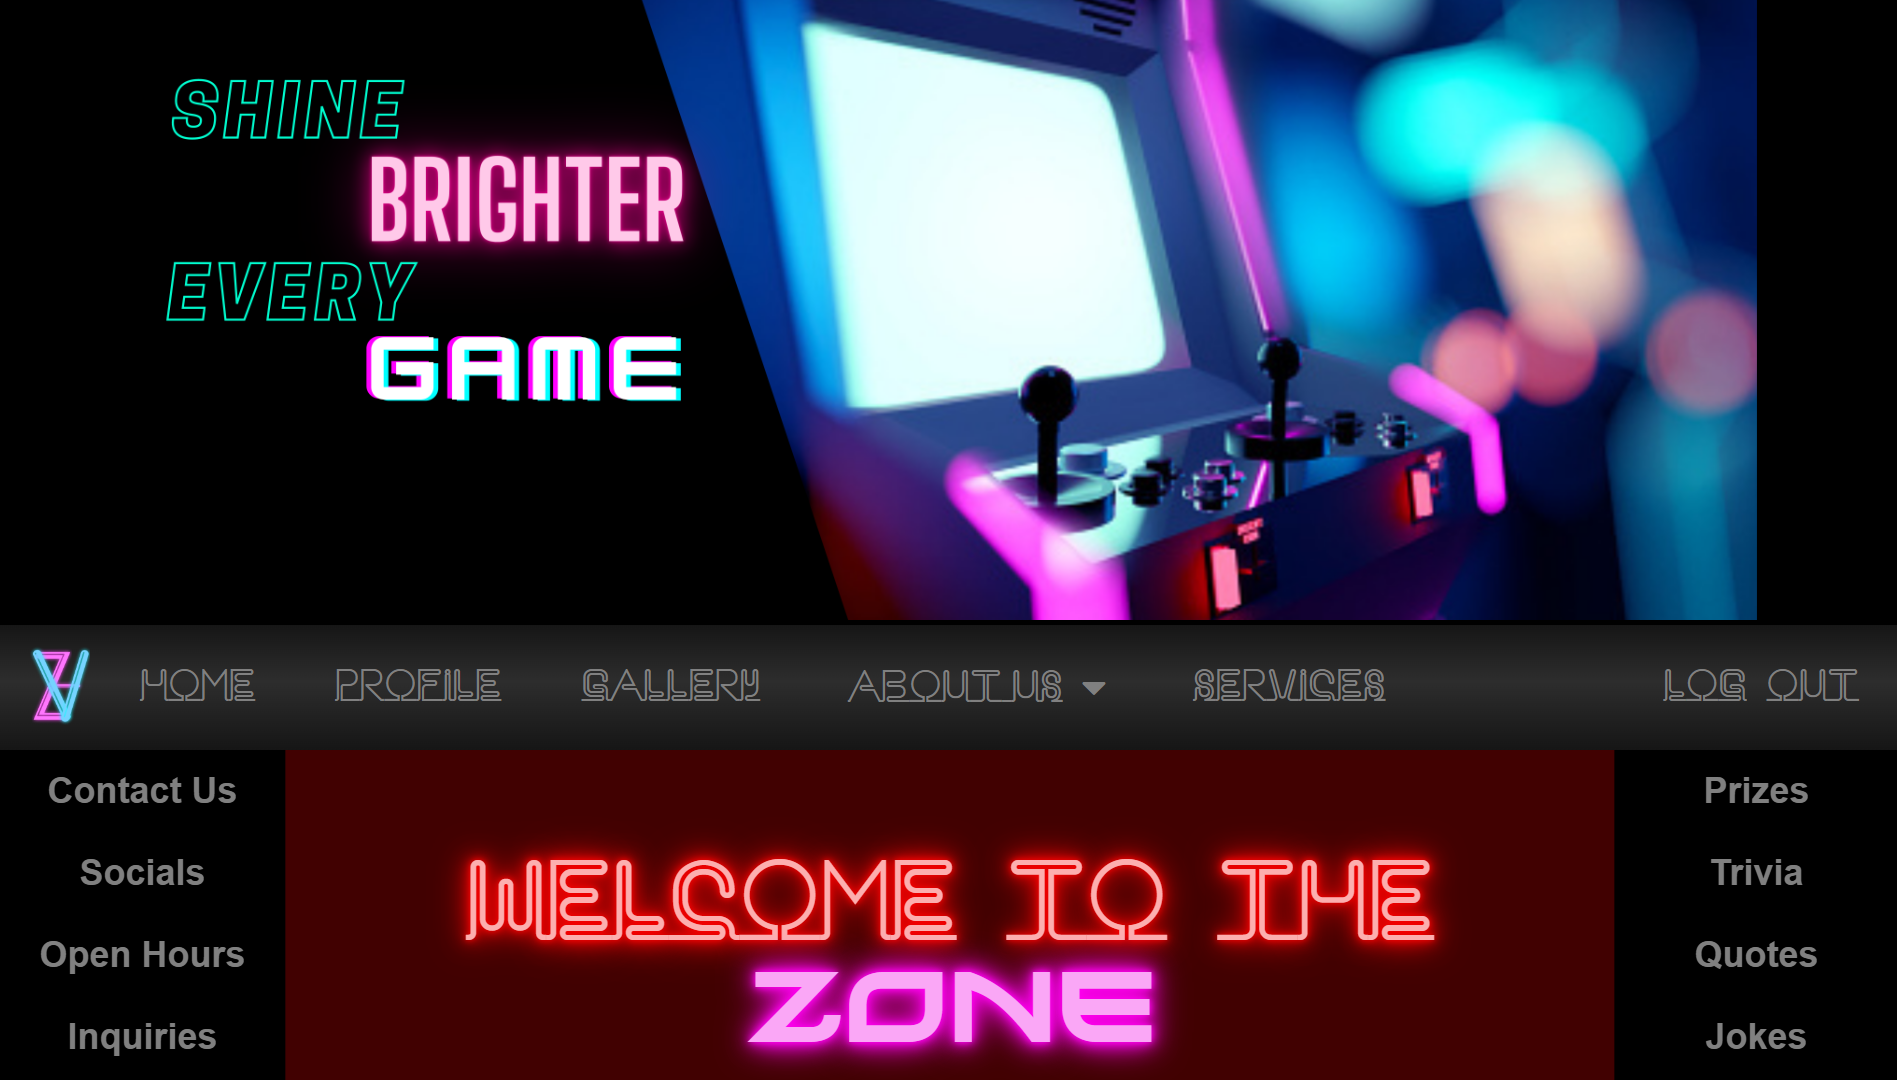 SHINE
BRIGHTER
EVERY
GAME
HOME PROFILE GALLERY ABOUT US SERVICES LOG OUT
Contact Us
Socials
Open Hours
Inquiries
WELCOME TO THE
ZONE
Prizes
Trivia
Quotes
Jokes